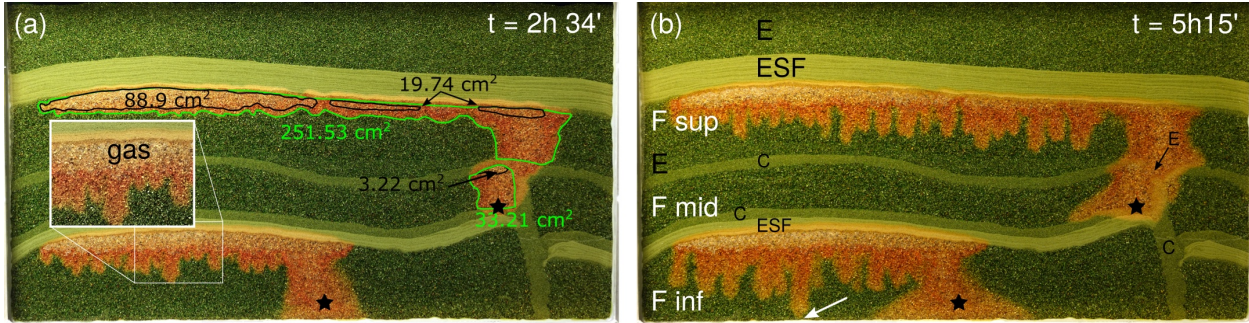 (a)
t = 2h 34'
19.74 cm²
88.9 cm²
251.53 cm²
gas
3.22 cm²
33.21 cm²
(b)
t = 5h15'
E
ESF
F sup
E
E
C
F mid
C
ESF
C
F inf